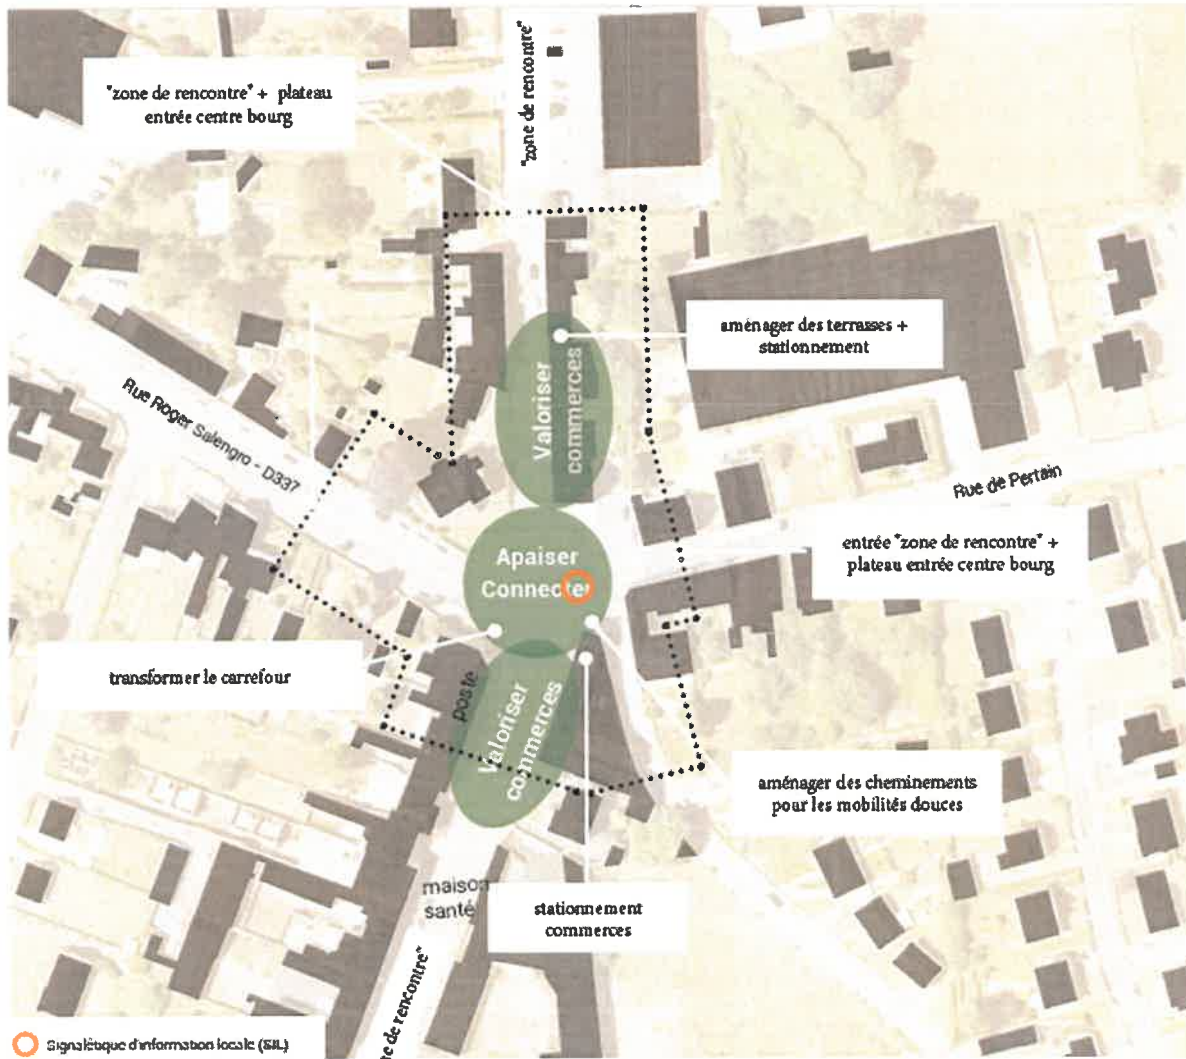 "zone de rencontre" + plateau
entrée centre bourg
"zone de rencontre"
aménager des terrasses +
stationnement
Valoriser
commerces
Rue Roger Salengro - D337
Rue de Pertain
Apaiser
Connecter
entrée "zone de rencontre" +
plateau entrée centre bourg
transformer le carrefour
poste
Valoriser
commerces
aménager des cheminements
pour les mobilités douces
maison
santé
stationnement
commerces
ne de rencontre"
Signalétique d'information locale (SIL)